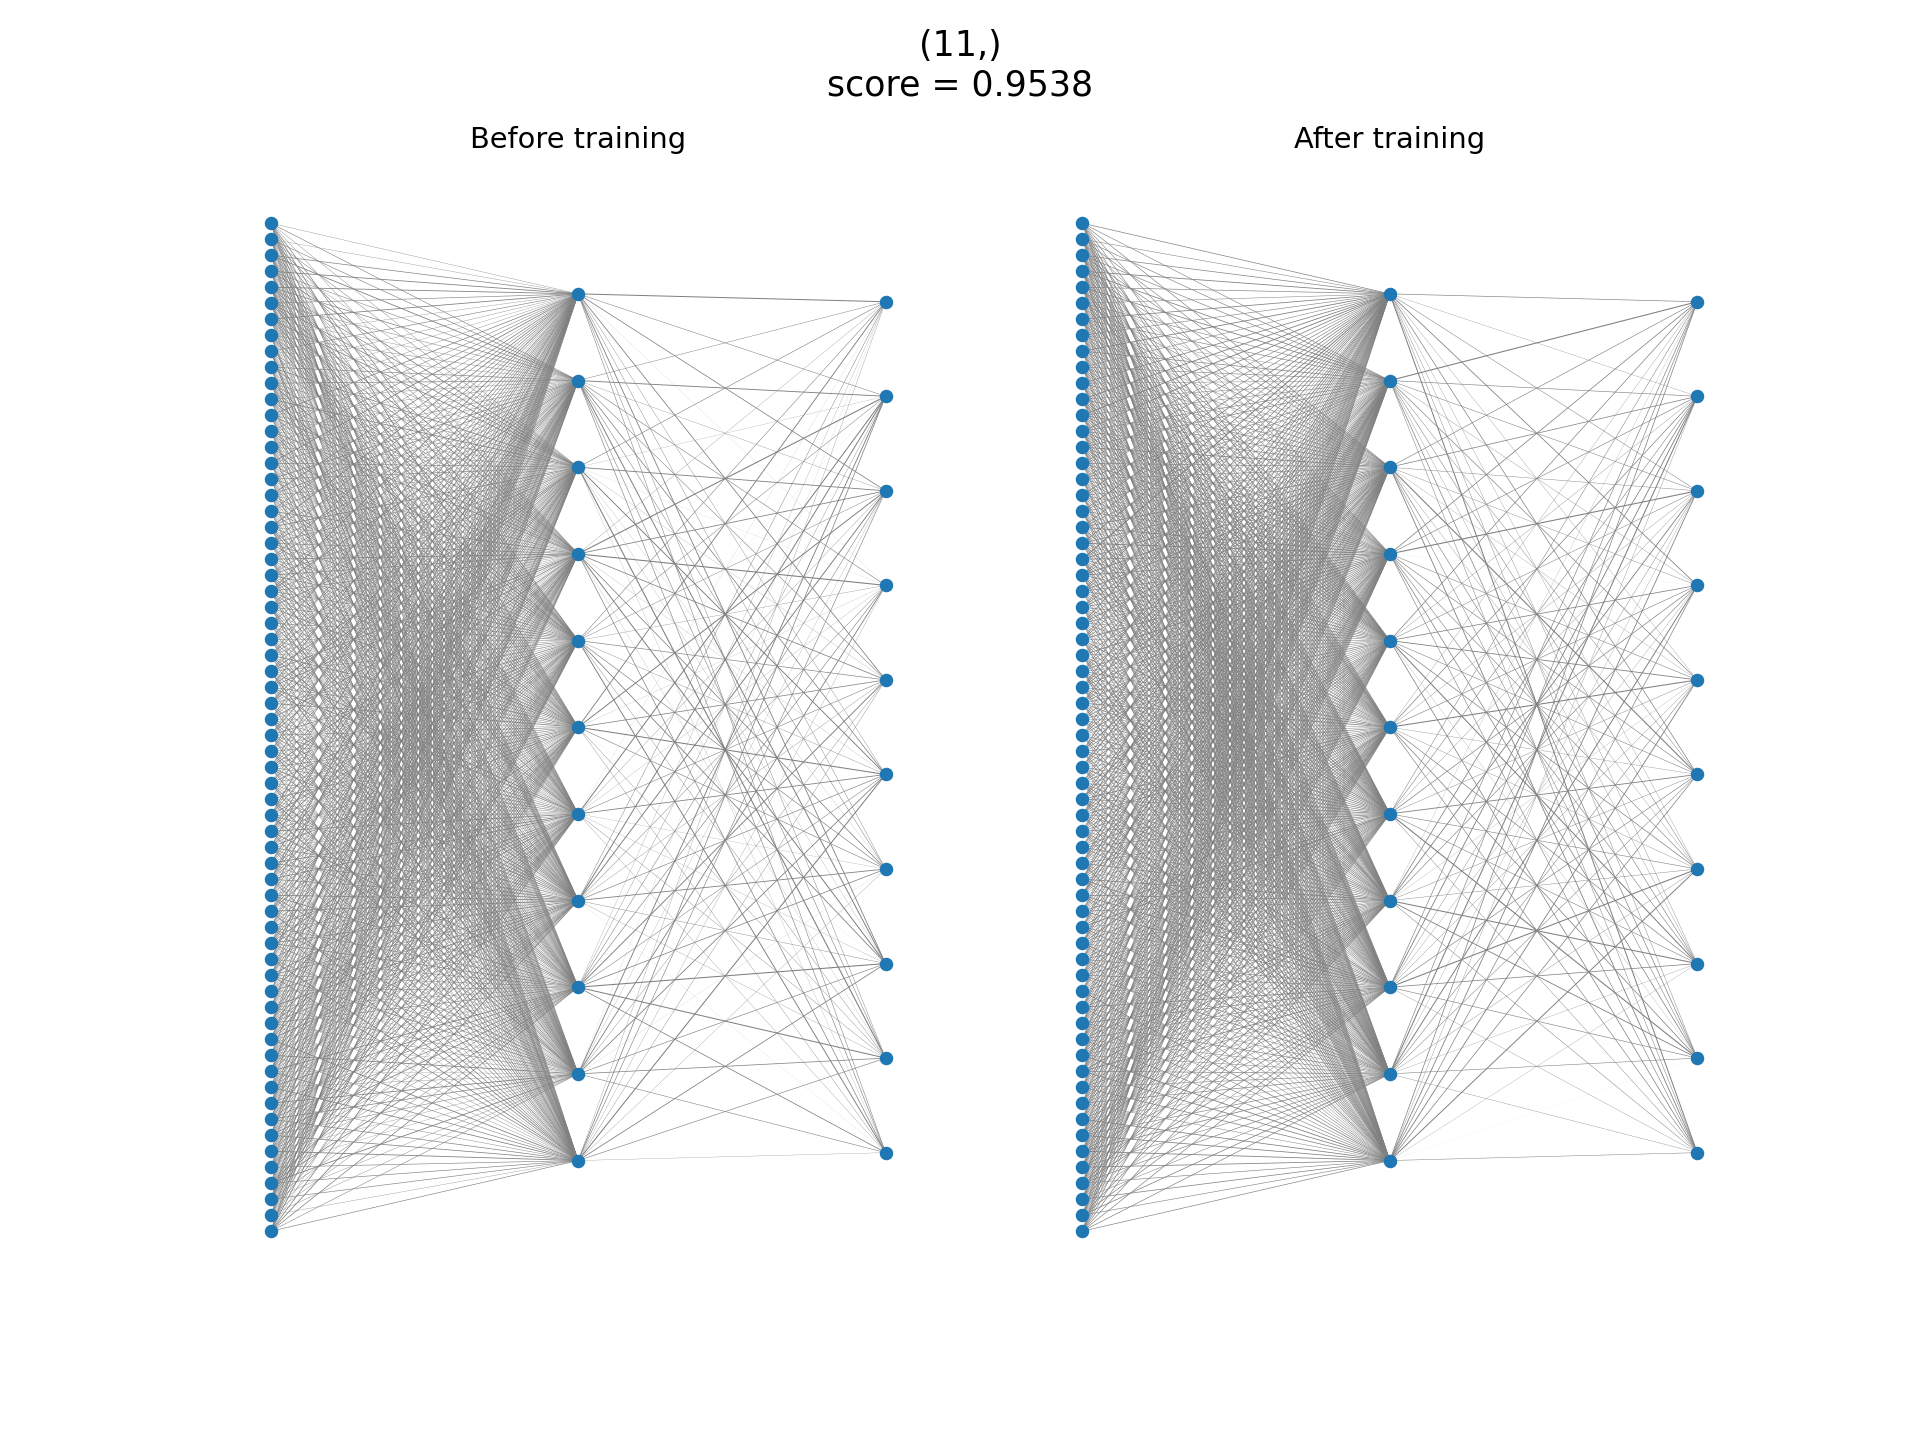 (11,)
score = 0.9538
Before training
After training